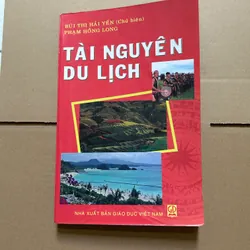 BÙI THỊ HẢI YẾN (Chủ biên)
PHẠM HỒNG LONG
TÀI NGUYÊN
DU LỊCH
NHÀ XUẤT BẢN GIÁO DỤC VIỆT NAM